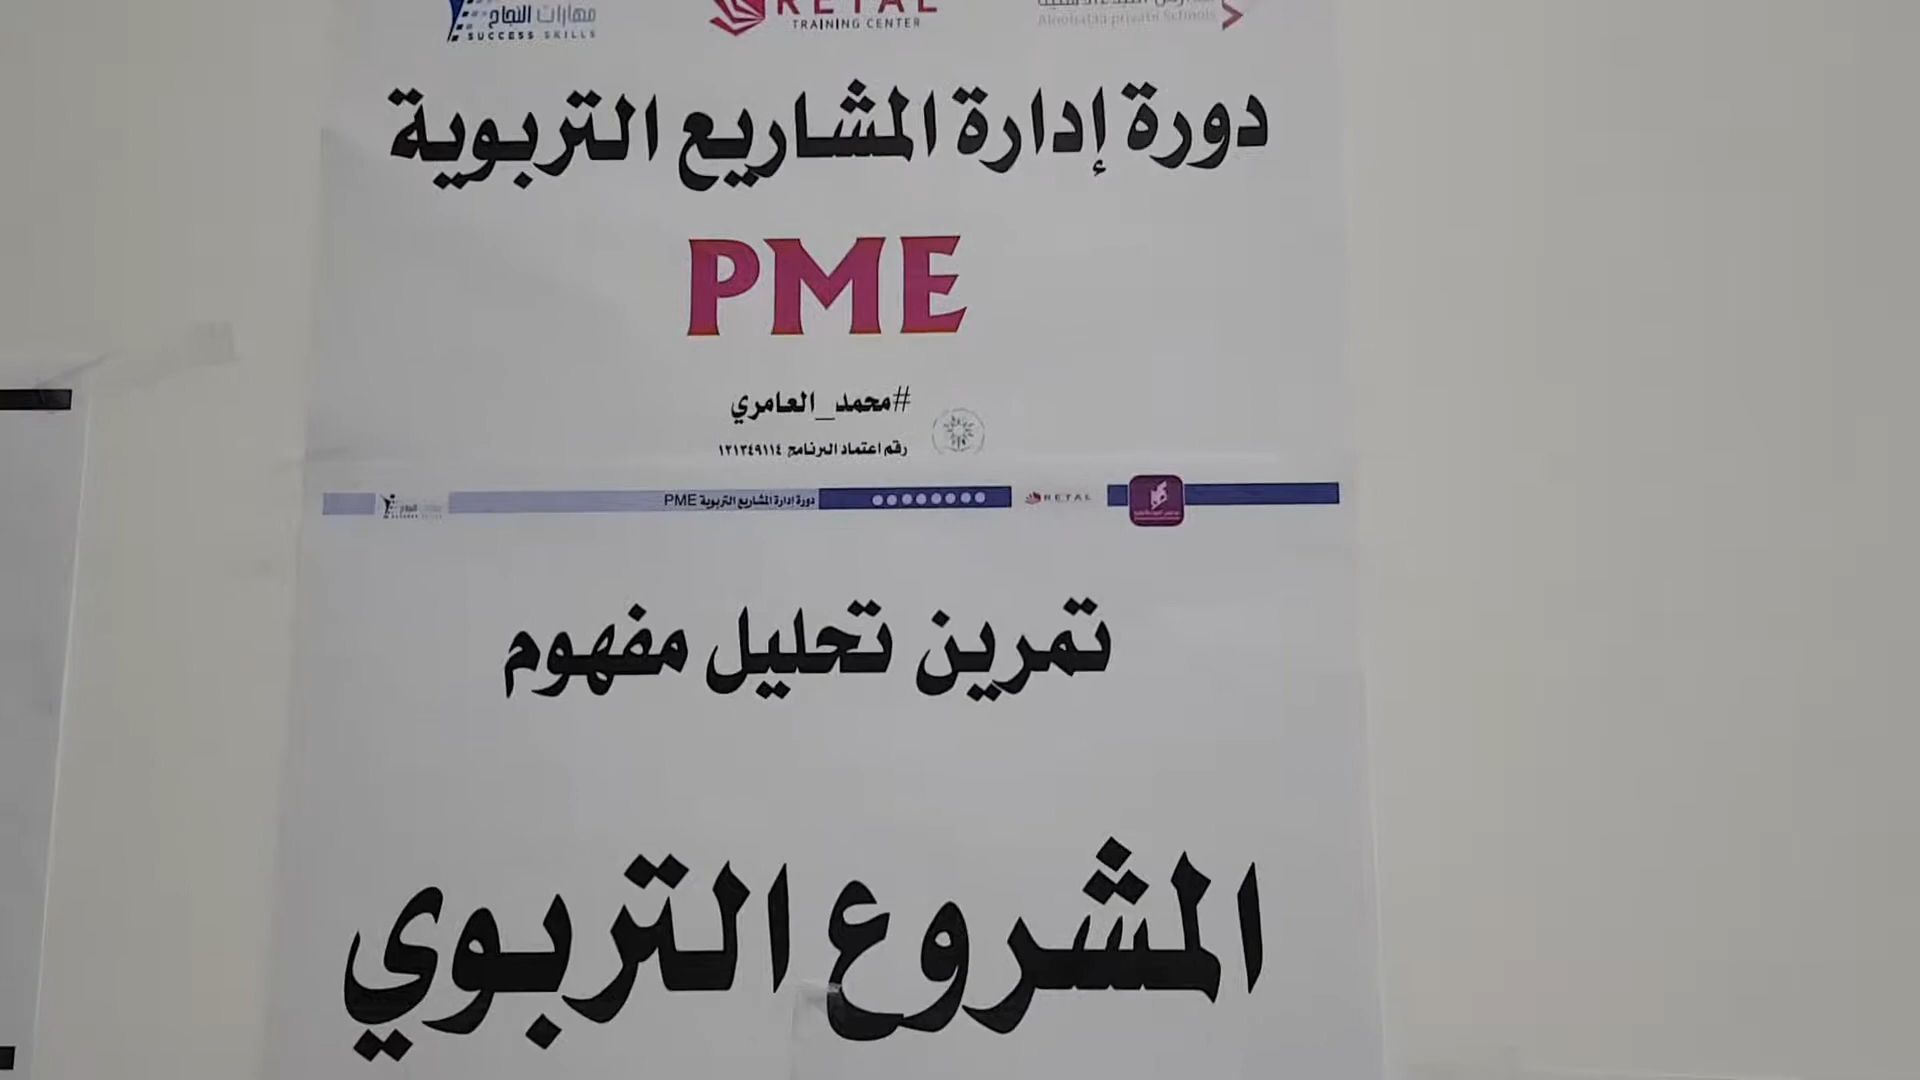 مهارات النجاح
SUCCESS SKILLS
RETAL
TRAINING CENTER
دورة إدارة المشاريع التربوية
PME
#محمد_العامري
رقم اعتماد البرنامج ١٢١٣٤٩١١٤
دورة إدارة المشاريع التربوية PME
RETAL
تمرين تحليل مفهوم
المشروع التربوي